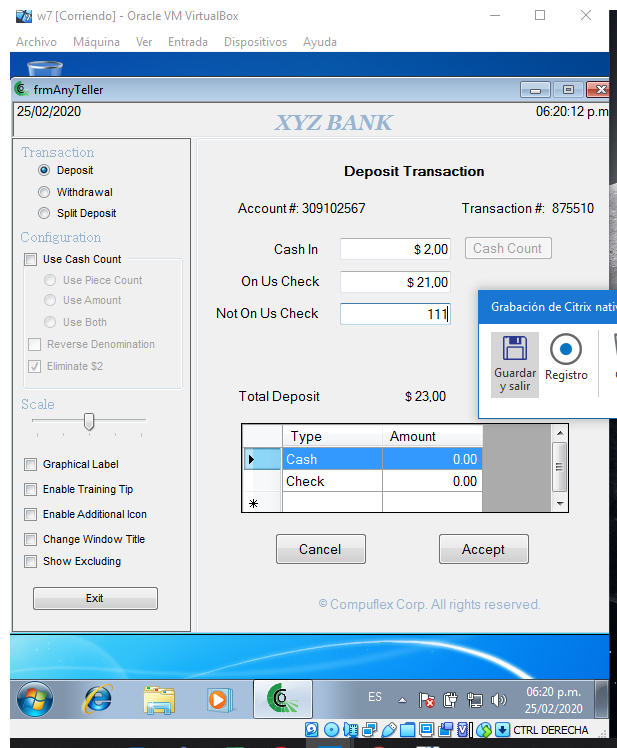 w7 [Corriendo] - Oracle VM VirtualBox
Archivo Máquina Ver Entrada Dispositivos Ayuda
frmAnyTeller
25/02/2020
XYZ BANK
06:20:12 p.m
Transaction
Deposit
Withdrawal
Split Deposit
Configuration
Use Cash Count
Use Piece Count
Use Amount
Use Both
Reverse Denomination
Eliminate $2
Scale
Graphical Label
Enable Training Tip
Enable Additional Icon
Change Window Title
Show Excluding
Exit
Deposit Transaction
Account #: 309102567 Transaction #: 875510
Cash In $ 2,00 Cash Count
On Us Check $ 21,00
Not On Us Check 111
Total Deposit $ 23,00
Type Amount
Cash 0.00
Check 0.00
Cancel Accept
© Compuflex Corp. All rights reserved.
Grabación de Citrix nativ
Guardar y salir
Registro
ES
06:20 p.m.
25/02/2020
CTRL DERECHA